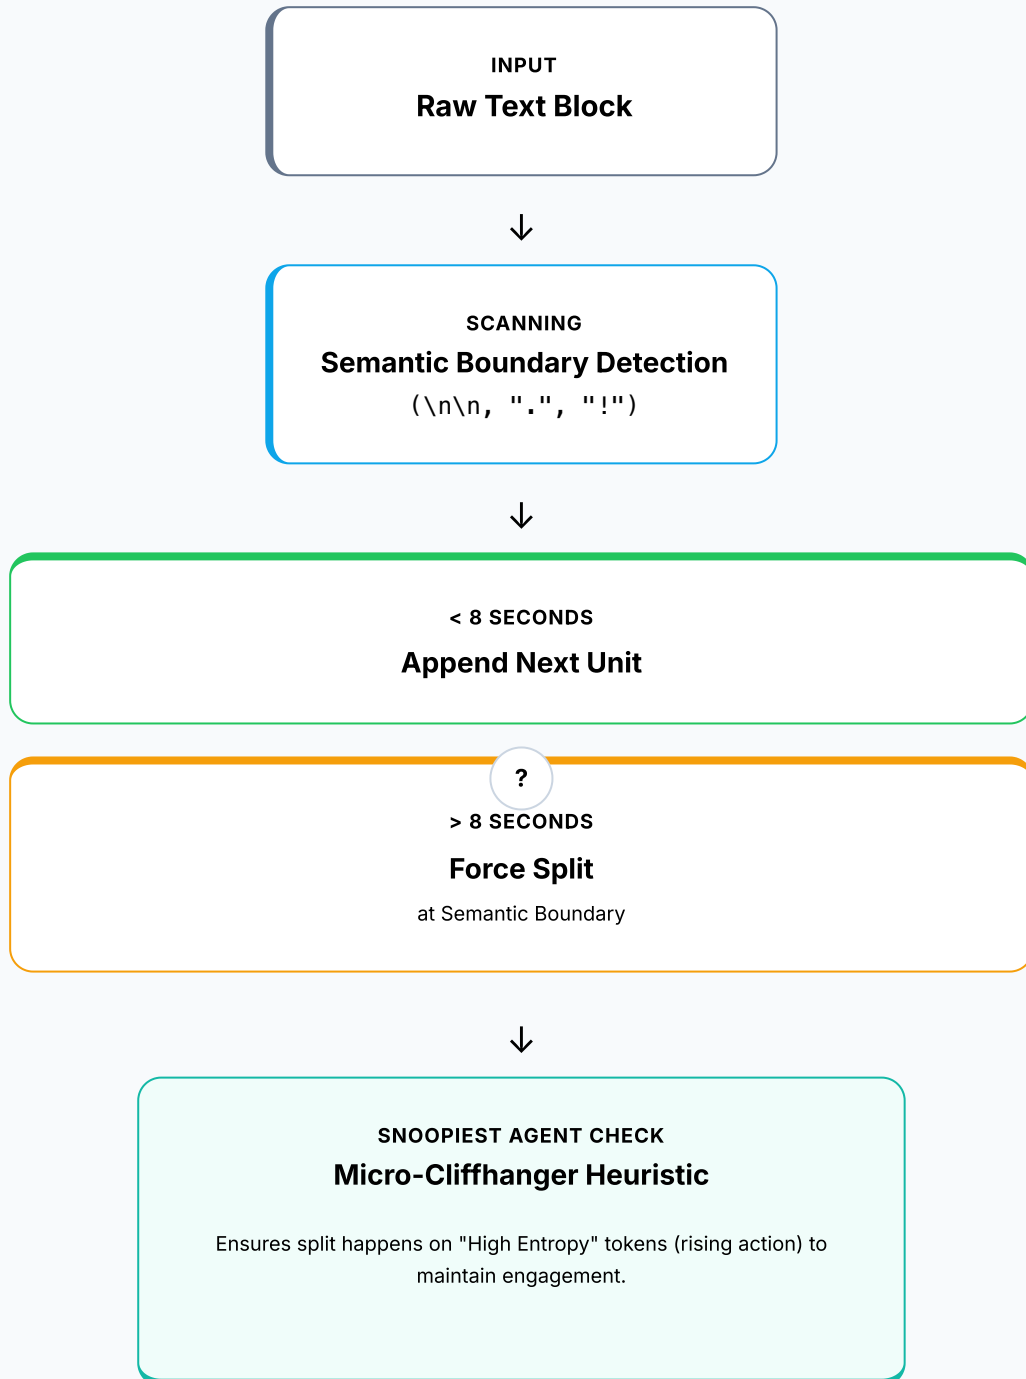 INPUT
Raw Text Block
↓
SCANNING
Semantic Boundary Detection
(\n\n, ".", "!")
↓
< 8 SECONDS
Append Next Unit
?
> 8 SECONDS
Force Split
at Semantic Boundary
↓
SNOOPIEST AGENT CHECK
Micro-Cliffhanger Heuristic
Ensures split happens on "High Entropy" tokens (rising action) to
maintain engagement.